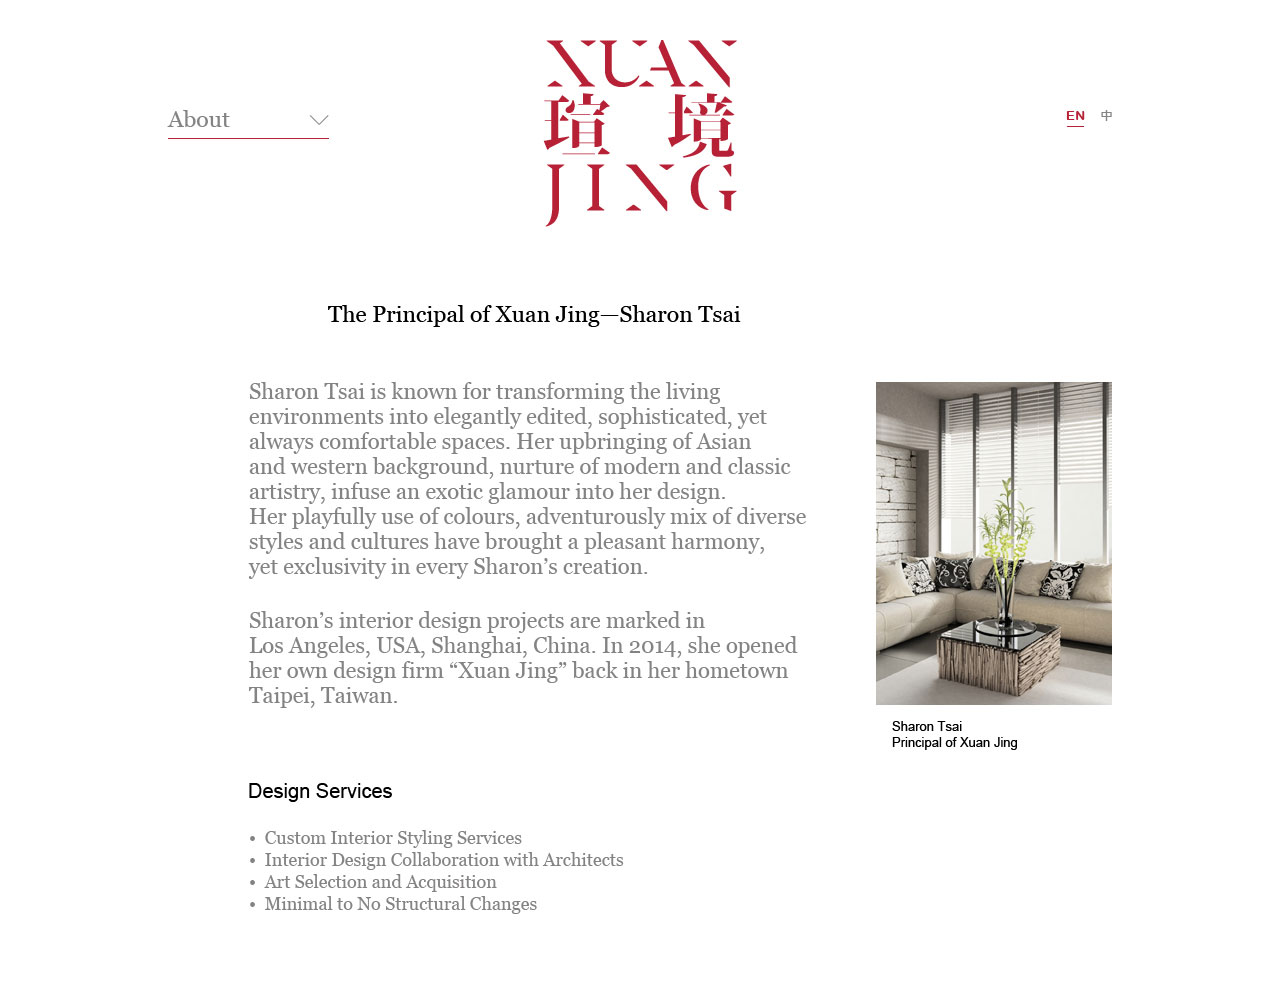 XUAN
瑄 境
JING
About
EN 中
The Principal of Xuan Jing—Sharon Tsai
Sharon Tsai is known for transforming the living
environments into elegantly edited, sophisticated, yet
always comfortable spaces. Her upbringing of Asian
and western background, nurture of modern and classic
artistry, infuse an exotic glamour into her design.
Her playfully use of colours, adventurously mix of diverse
styles and cultures have brought a pleasant harmony,
yet exclusivity in every Sharon’s creation.
Sharon’s interior design projects are marked in
Los Angeles, USA, Shanghai, China. In 2014, she opened
her own design firm “Xuan Jing” back in her hometown
Taipei, Taiwan.
Sharon Tsai
Principal of Xuan Jing
Design Services
• Custom Interior Styling Services
• Interior Design Collaboration with Architects
• Art Selection and Acquisition
• Minimal to No Structural Changes